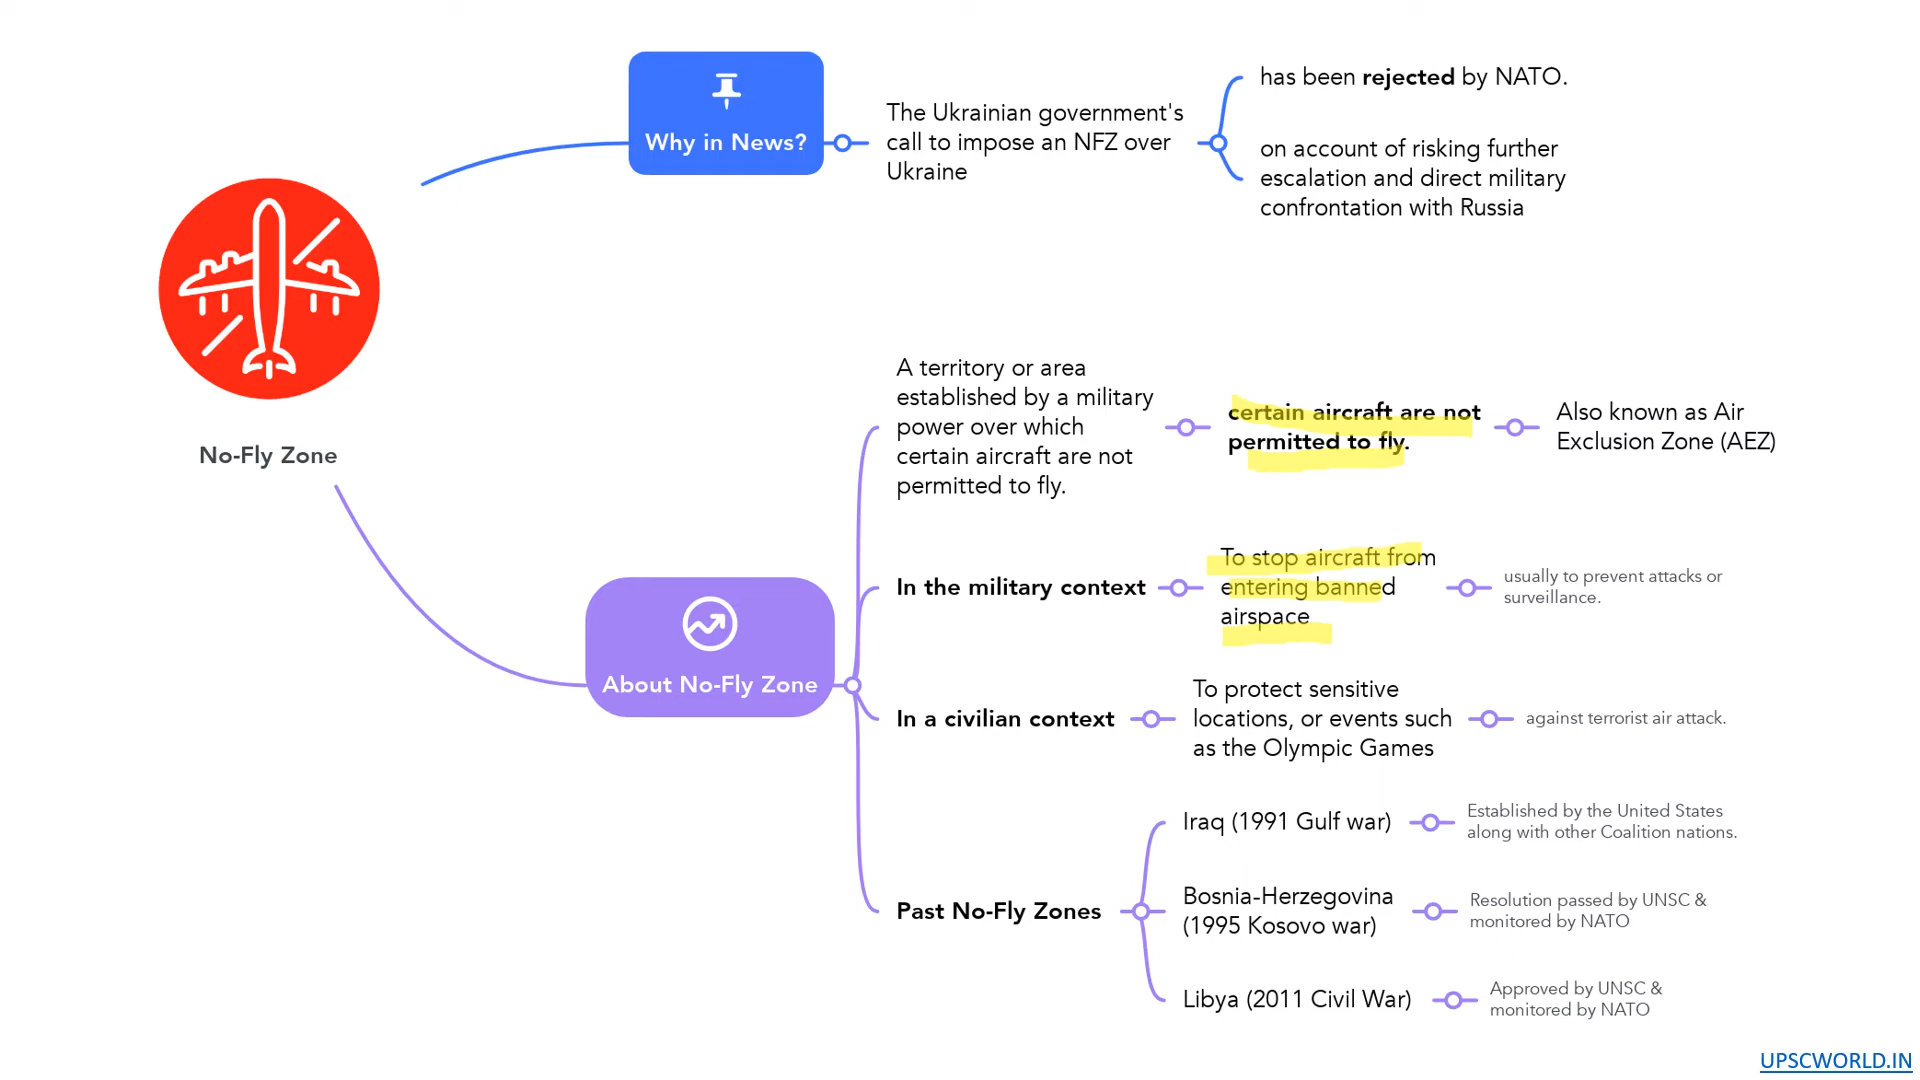 Why in News?
The Ukrainian government's
call to impose an NFZ over
Ukraine
has been rejected by NATO.
on account of risking further
escalation and direct military
confrontation with Russia
No-Fly Zone
About No-Fly Zone
A territory or area
established by a military
power over which
certain aircraft are not
permitted to fly.
certain aircraft are not
permitted to fly.
Also known as Air
Exclusion Zone (AEZ)
In the military context
To stop aircraft from
entering banned
airspace
usually to prevent attacks or
surveillance.
In a civilian context
To protect sensitive
locations, or events such
as the Olympic Games
against terrorist air attack.
Past No-Fly Zones
Iraq (1991 Gulf war)
Established by the United States
along with other Coalition nations.
Bosnia-Herzegovina
(1995 Kosovo war)
Resolution passed by UNSC &
monitored by NATO
Libya (2011 Civil War)
Approved by UNSC &
monitored by NATO
UPSCWORLD.IN